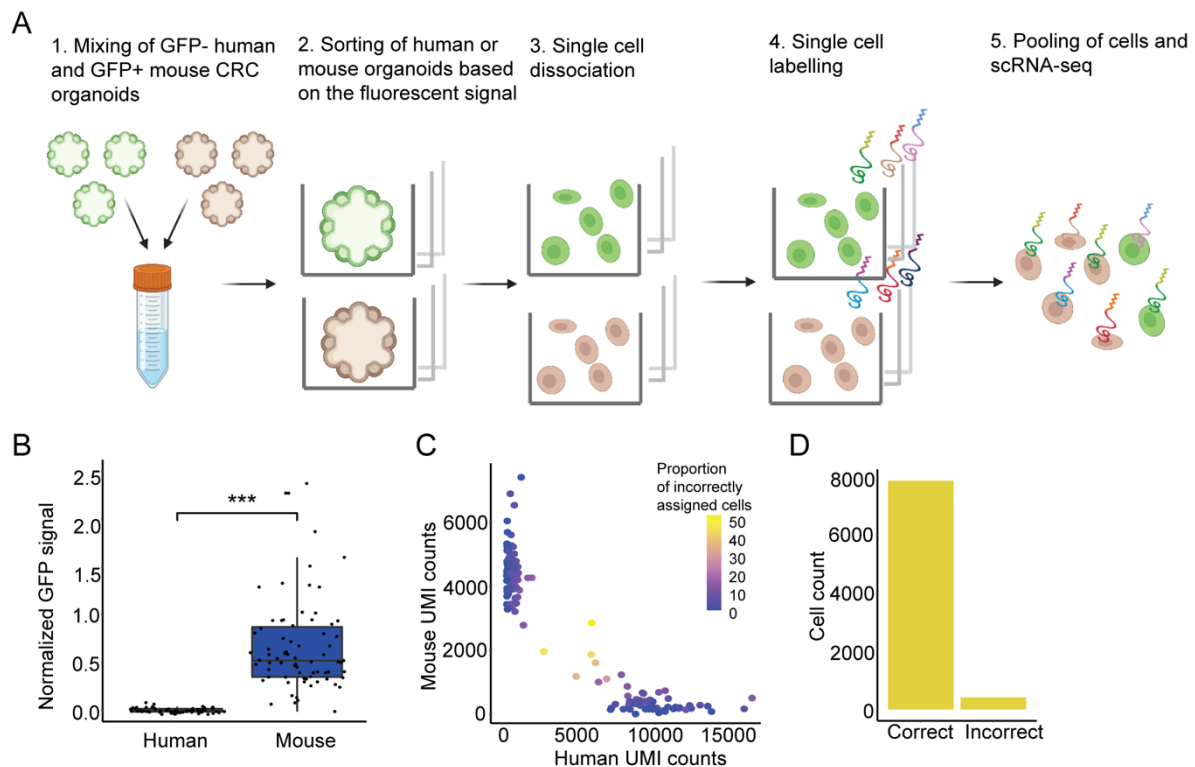 A
1. Mixing of GFP- human
and GFP+ mouse CRC
organoids
2. Sorting of human or
mouse organoids based
on the fluorescent signal
3. Single cell
dissociation
4. Single cell
labelling
5. Pooling of cells and
scRNA-seq
B
Normalized GFP signal
2.5
2.0
1.5
1.0
0.5
0.0
***
Human
Mouse
C
Mouse UMI counts
6000
4000
2000
0
0
5000
10000
15000
Human UMI counts
Proportion
of incorrectly
assigned cells
50
40
30
20
10
0
D
Cell count
8000
6000
4000
2000
0
Correct
Incorrect